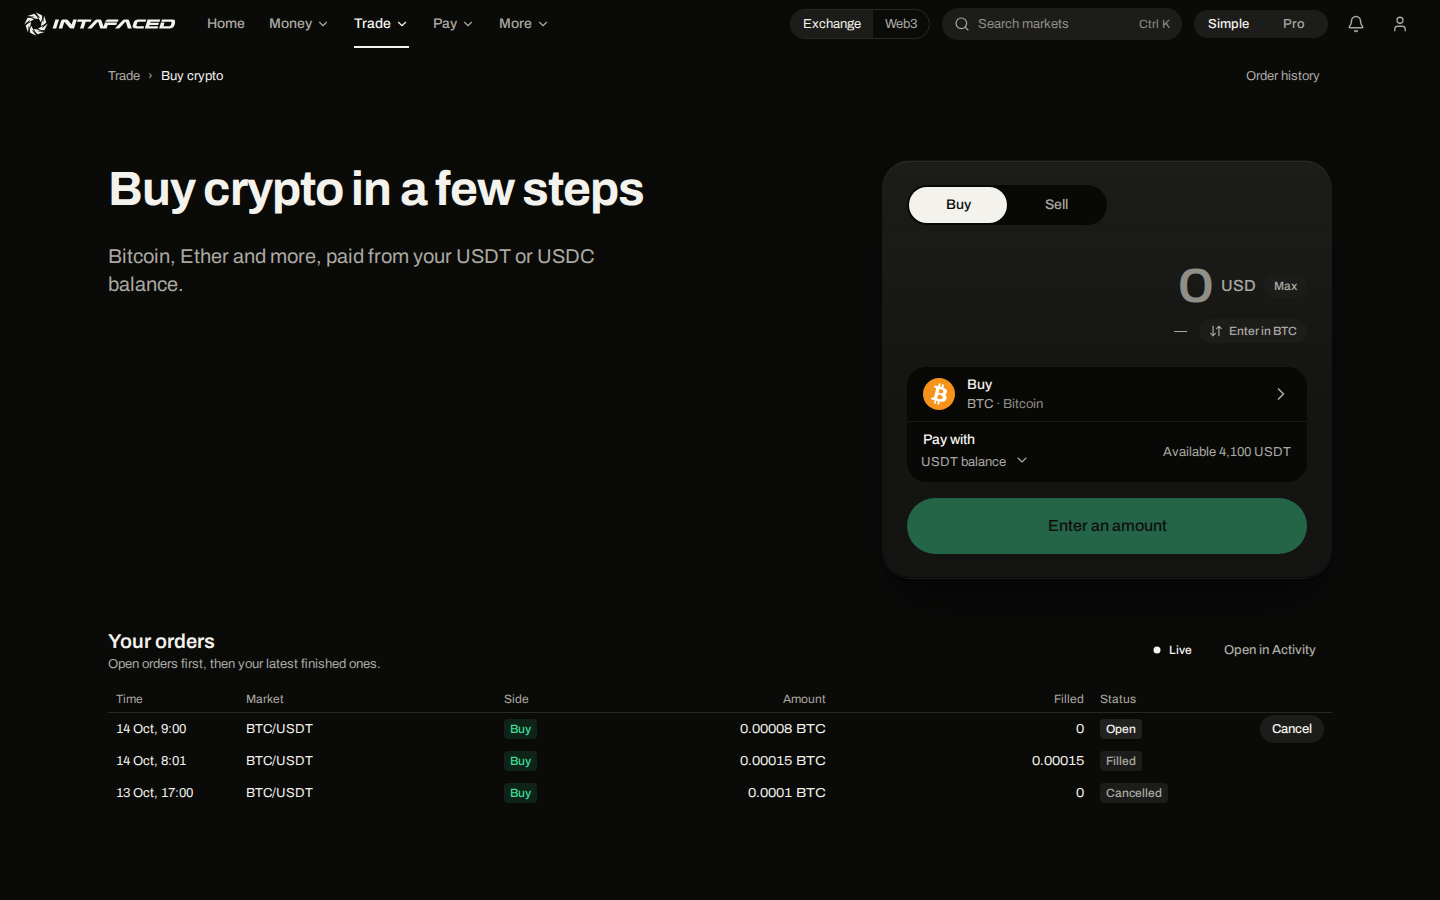 INTAFACED
Home
Money
Trade
Pay
More
Exchange
Web3
Search markets
Ctrl K
Simple
Pro
Trade › Buy crypto
Order history
Buy crypto in a few steps
Bitcoin, Ether and more, paid from your USDT or USDC
balance.
Buy
Sell
0 USD
Max
—
Enter in BTC
Buy
BTC · Bitcoin
Pay with
USDT balance
Available 4,100 USDT
Enter an amount
Your orders
Open orders first, then your latest finished ones.
Live
Open in Activity
Time Market Side Amount Filled Status
14 Oct, 9:00 BTC/USDT Buy 0.00008 BTC 0 Open Cancel
14 Oct, 8:01 BTC/USDT Buy 0.00015 BTC 0.00015 Filled
13 Oct, 17:00 BTC/USDT Buy 0.0001 BTC 0 Cancelled